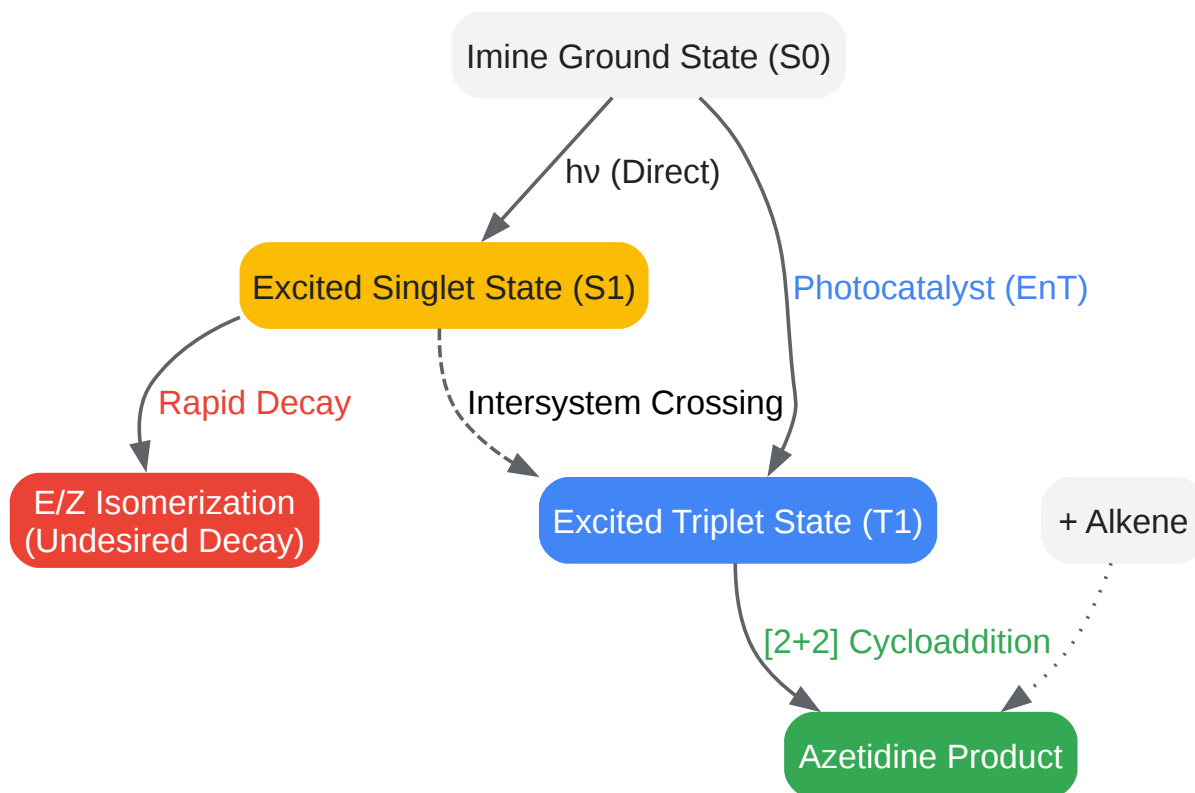 Imine Ground State (S0)
hν (Direct)
Excited Singlet State (S1)
Photocatalyst (EnT)
Rapid Decay
Intersystem Crossing
E/Z Isomerization
(Undesired Decay)
Excited Triplet State (T1)
+ Alkene
[2+2] Cycloaddition
Azetidine Product